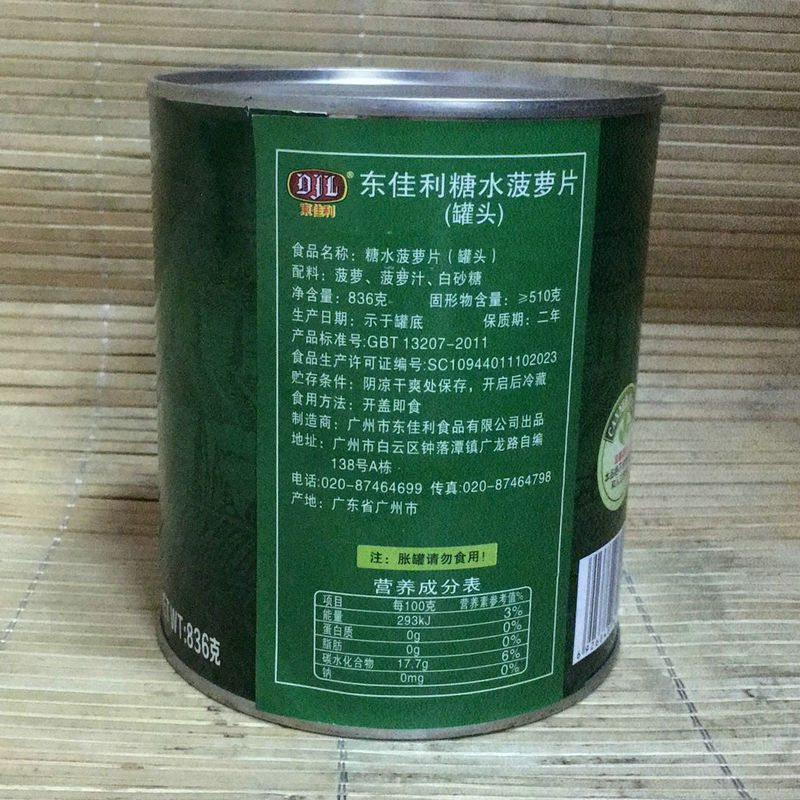 DJL®
東佳利
东佳利糖水菠萝片
(罐头)
食品名称：糖水菠萝片（罐头）
配料：菠萝、菠萝汁、白砂糖
净含量：836克 固形物含量：≥510克
生产日期：示于罐底 保质期：二年
产品标准号:GBT 13207-2011
食品生产许可证编号:SC10944011102023
贮存条件：阴凉干爽处保存，开启后冷藏
食用方法：开盖即食
制造商：广州市东佳利食品有限公司出品
地址：广州市白云区钟落潭镇广龙路自编
138号A栋
电话:020-87464699 传真:020-87464798
产地：广东省广州市
注：胀罐请勿食用！
营养成分表
项目 每100克 营养素参考值%
能量 293kJ 3%
蛋白质 0g 0%
脂肪 0g 0%
碳水化合物 17.7g 6%
钠 0mg 0%
WT:836克